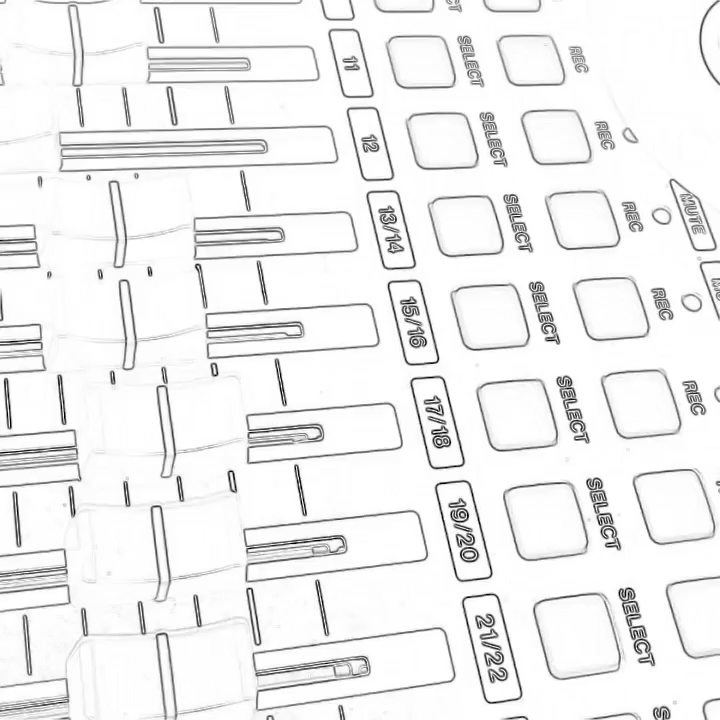 11 SELECT REC
12 SELECT REC
13/14 SELECT REC MUTE
15/16 SELECT REC
17/18 SELECT REC
19/20 SELECT
21/22 SELECT